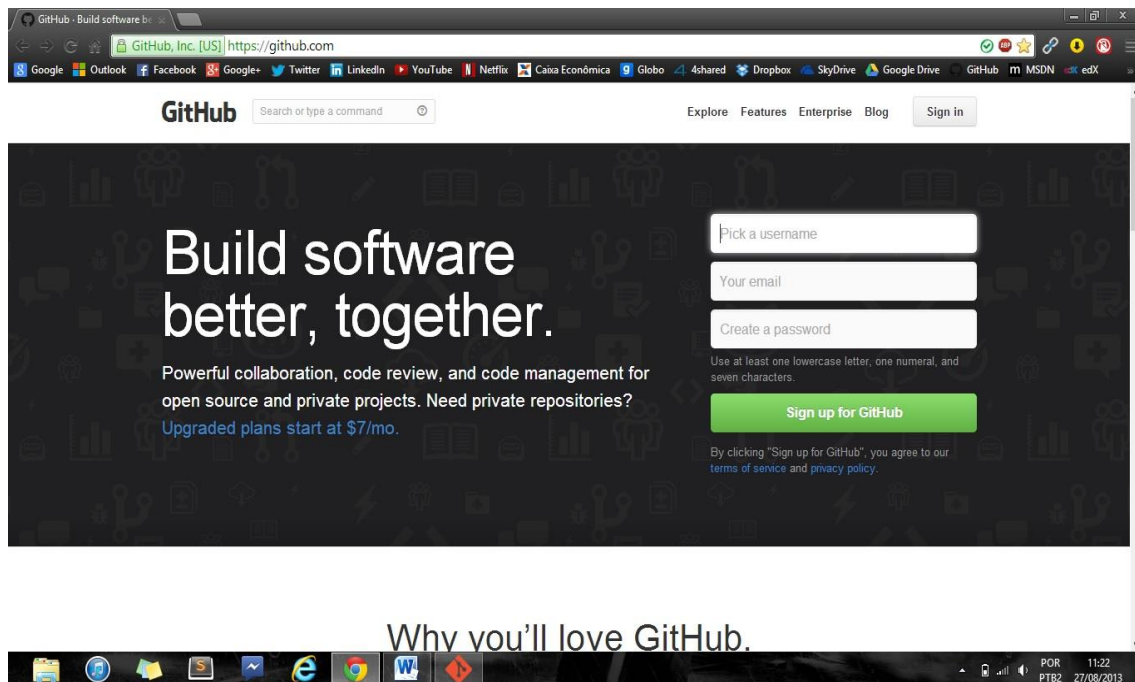 GitHub · Build software be
GitHub, Inc. [US] https://github.com
Google Outlook Facebook Google+ Twitter LinkedIn YouTube Netflix Caixa Econômica Globo 4shared Dropbox SkyDrive Google Drive GitHub MSDN edX
GitHub Search or type a command Explore Features Enterprise Blog Sign in
Build software
better, together.
Powerful collaboration, code review, and code management for
open source and private projects. Need private repositories?
Upgraded plans start at $7/mo.
Pick a username
Your email
Create a password
Use at least one lowercase letter, one numeral, and
seven characters.
Sign up for GitHub
By clicking "Sign up for GitHub", you agree to our
terms of service and privacy policy.
Why you'll love GitHub.
POR 11:22
PTB2 27/08/2013